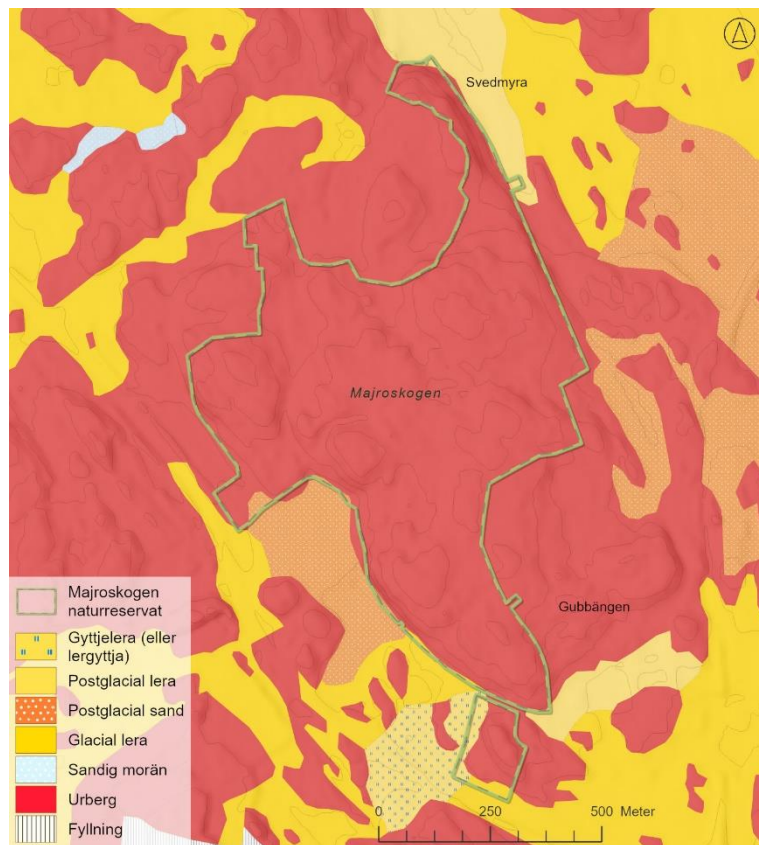 Svedmyra
Majroskogen
Gubbängen
Majroskogen
naturreservat
Gyttjelera (eller
lergyttja)
Postglacial lera
Postglacial sand
Glacial lera
Sandig morän
Urberg
Fyllning
0 250 500 Meter